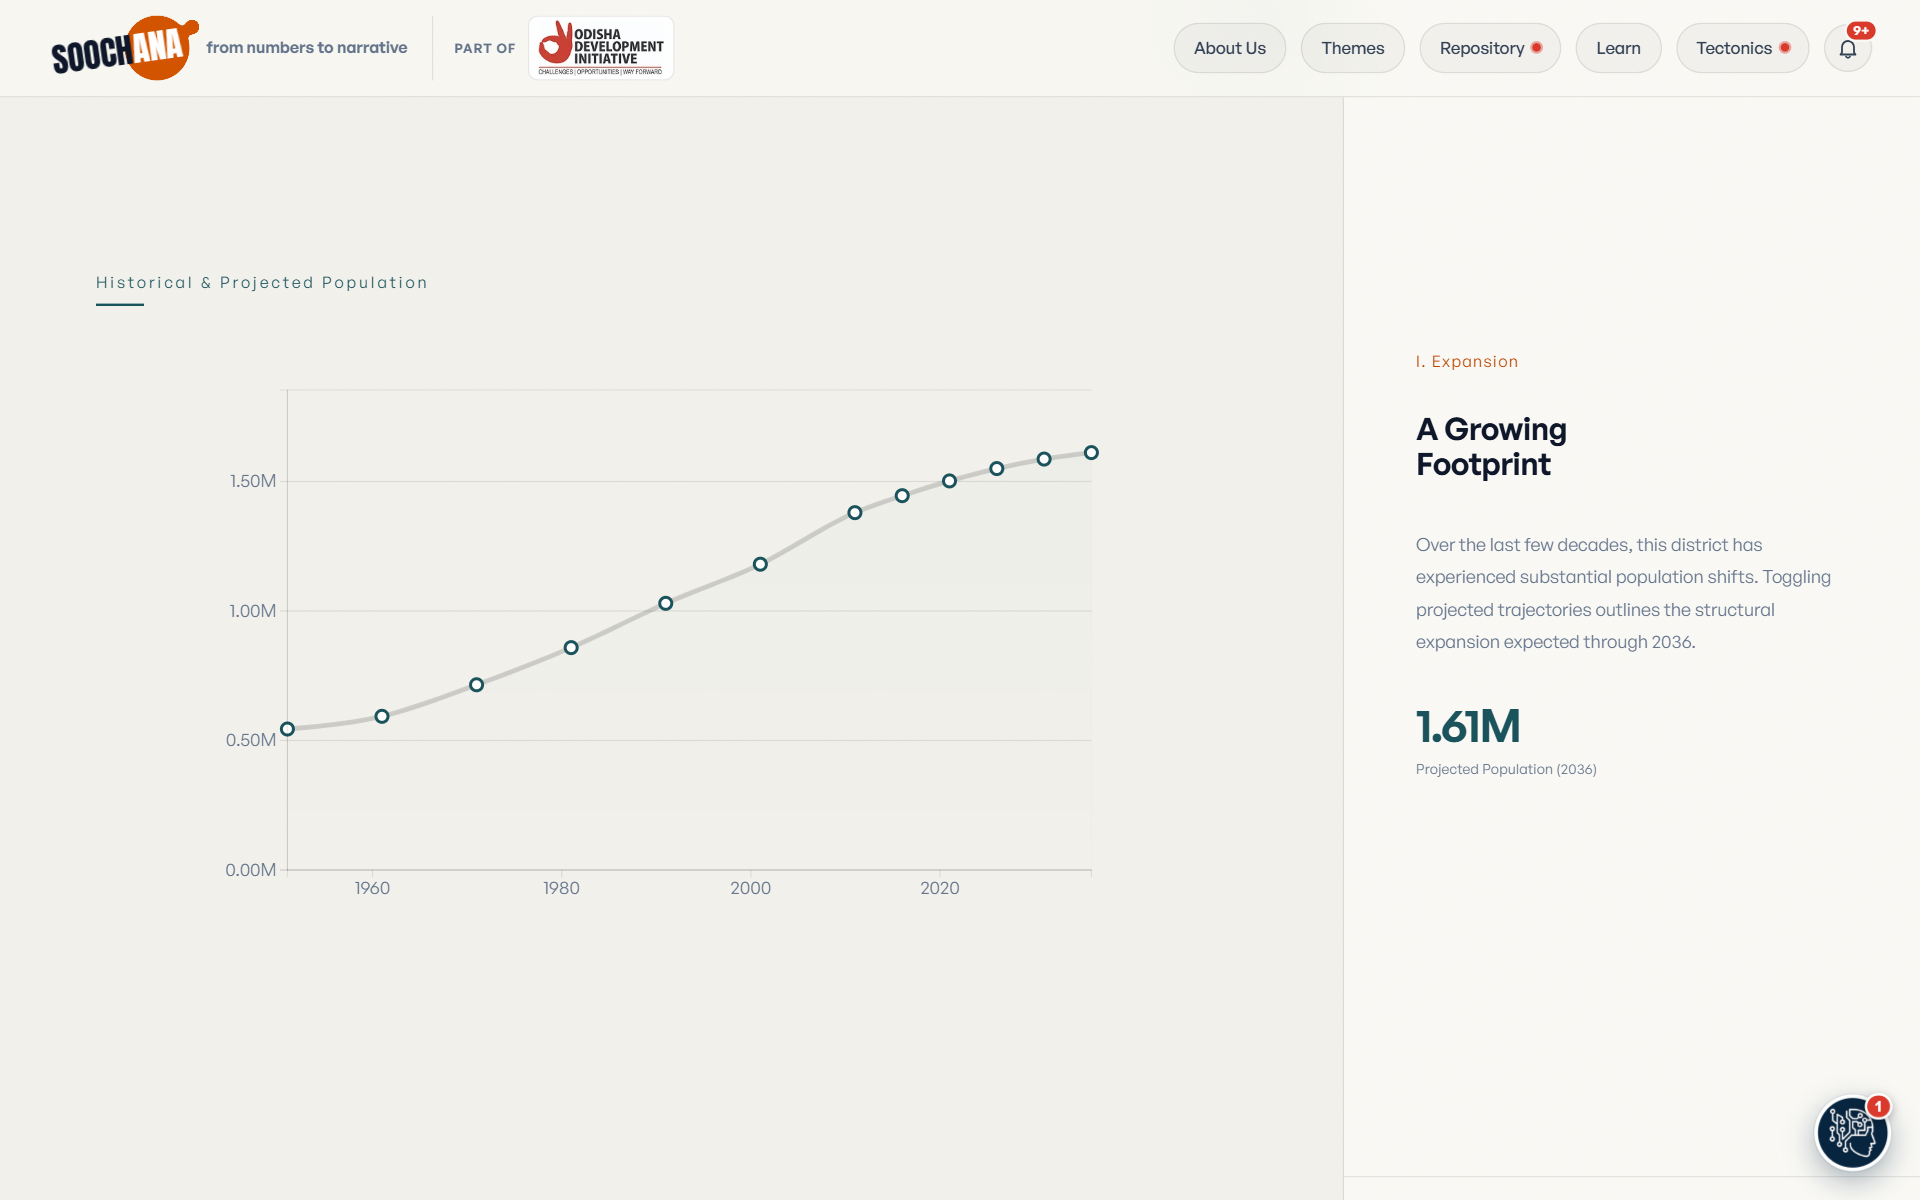 SOOCHANA
from numbers to narrative
PART OF
ODISHA
DEVELOPMENT
INITIATIVE
CHALLENGES | OPPORTUNITIES | WAY FORWARD
About Us
Themes
Repository
Learn
Tectonics
9+
Historical & Projected Population
1.50M
1.00M
0.50M
0.00M
1960
1980
2000
2020
I. Expansion
A Growing
Footprint
Over the last few decades, this district has
experienced substantial population shifts. Toggling
projected trajectories outlines the structural
expansion expected through 2036.
1.61M
Projected Population (2036)
1